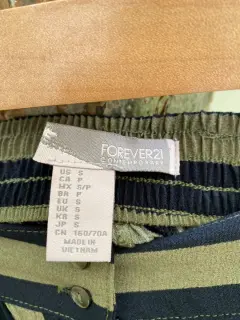 FOREVER21
CONTEMPORARY
US S
CA P
MX S/P
BR P
EU S
UK S
KR S
JP S
CN 160/70A
MADE IN
VIETNAM